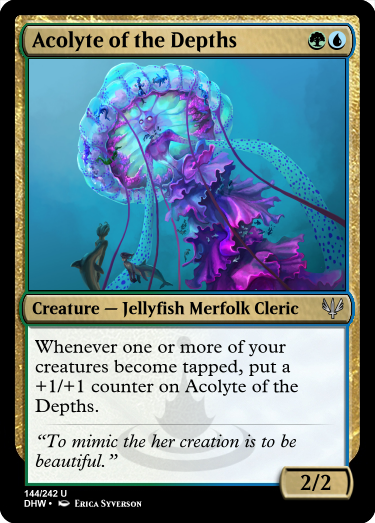 Acolyte of the Depths
Creature — Jellyfish Merfolk Cleric
Whenever one or more of your
creatures become tapped, put a
+1/+1 counter on Acolyte of the
Depths.
“To mimic the her creation is to be
beautiful.”
2/2
144/242 U
DHW • Erica Syverson